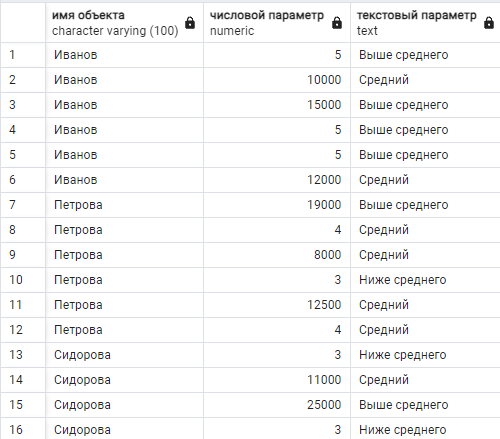 имя объекта числовой параметр текстовый параметр
character varying (100) numeric text
1 Иванов 5 Выше среднего
2 Иванов 10000 Средний
3 Иванов 15000 Выше среднего
4 Иванов 5 Выше среднего
5 Иванов 5 Выше среднего
6 Иванов 12000 Средний
7 Петрова 19000 Выше среднего
8 Петрова 4 Средний
9 Петрова 8000 Средний
10 Петрова 3 Ниже среднего
11 Петрова 12500 Средний
12 Петрова 4 Средний
13 Сидорова 3 Ниже среднего
14 Сидорова 11000 Средний
15 Сидорова 25000 Выше среднего
16 Сидорова 3 Ниже среднего